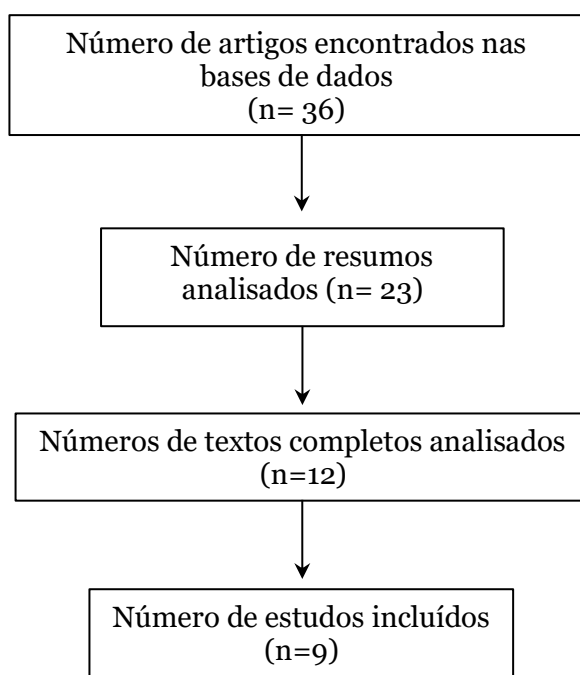 Número de artigos encontrados nas
bases de dados
(n= 36)
Número de resumos
analisados (n= 23)
Números de textos completos analisados
(n=12)
Número de estudos incluídos
(n=9)